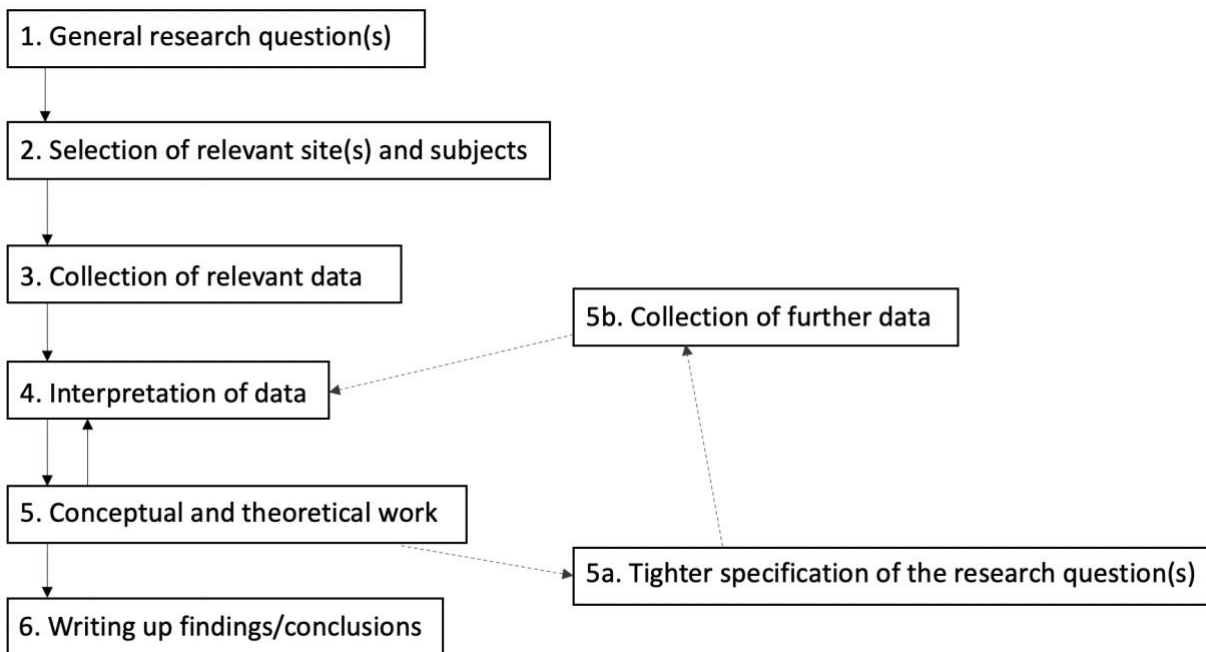 1. General research question(s)
2. Selection of relevant site(s) and subjects
3. Collection of relevant data
4. Interpretation of data
5. Conceptual and theoretical work
6. Writing up findings/conclusions
5b. Collection of further data
5a. Tighter specification of the research question(s)